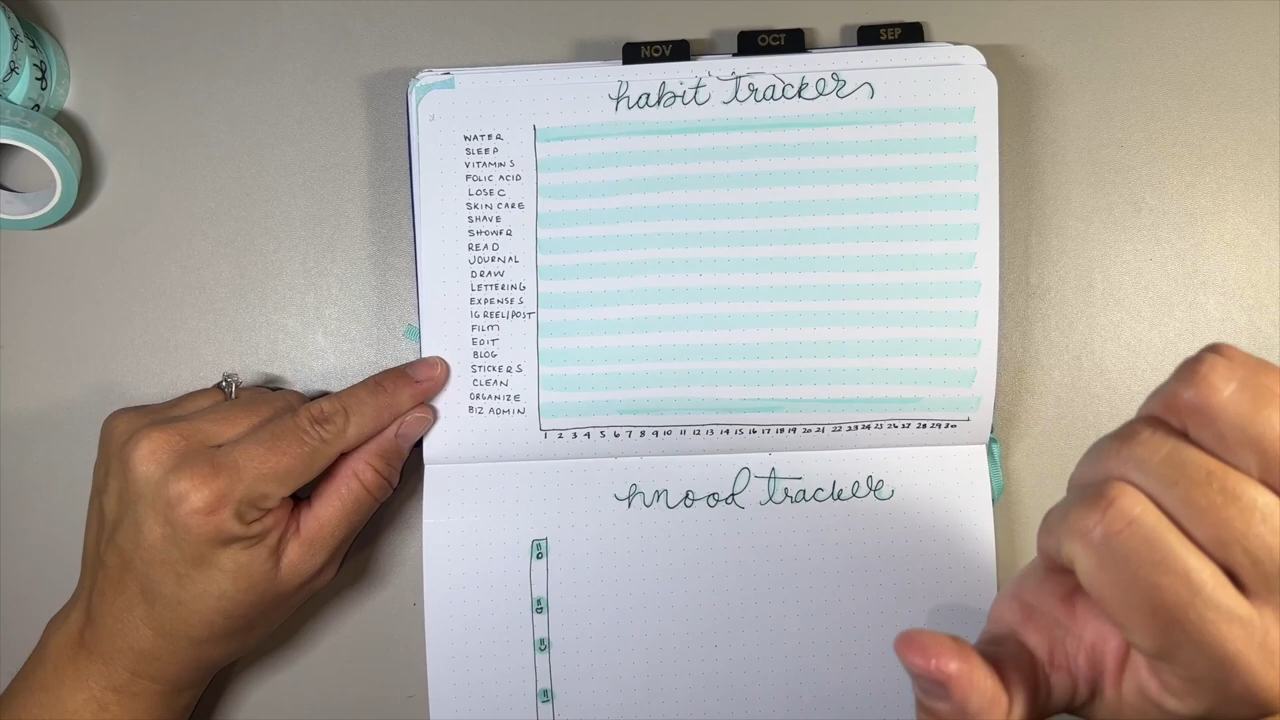 NOV OCT SEP
habit trackers
WATER
SLEEP
VITAMINS
FOLIC ACID
LOSEC
SKIN CARE
SHAVE
SHOWER
READ
JOURNAL
DRAW
LETTERING
EXPENSES
IG REEL/POST
FILM
EDIT
BLOG
STICKERS
CLEAN
ORGANIZE
BIZ ADMIN
1 2 3 4 5 6 7 8 9 10 11 12 13 14 15 16 17 18 19 20 21 22 23 24 25 26 27 28 29 30
mood tracker